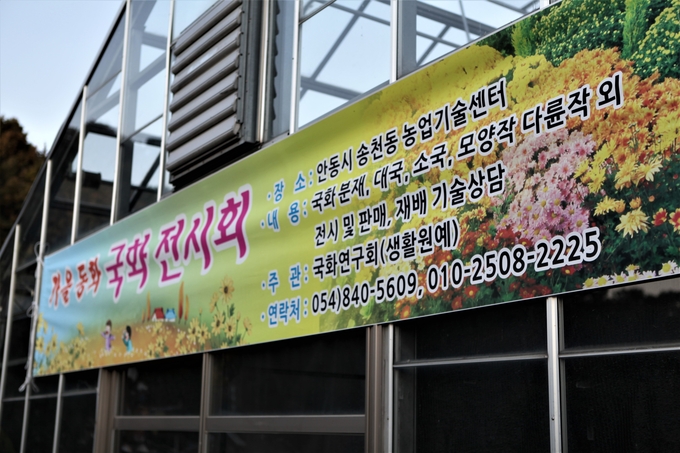 가을 동화 국화 전시회
· 장 소 : 안동시 송천동 농업기술센터
· 내 용 : 국화분재, 대국, 소국, 모양작 다륜작 외
전시 및 판매, 재배 기술상담
· 주 관 : 국화연구회(생활원예)
· 연락처 : 054)840-5609, 010-2508-2225